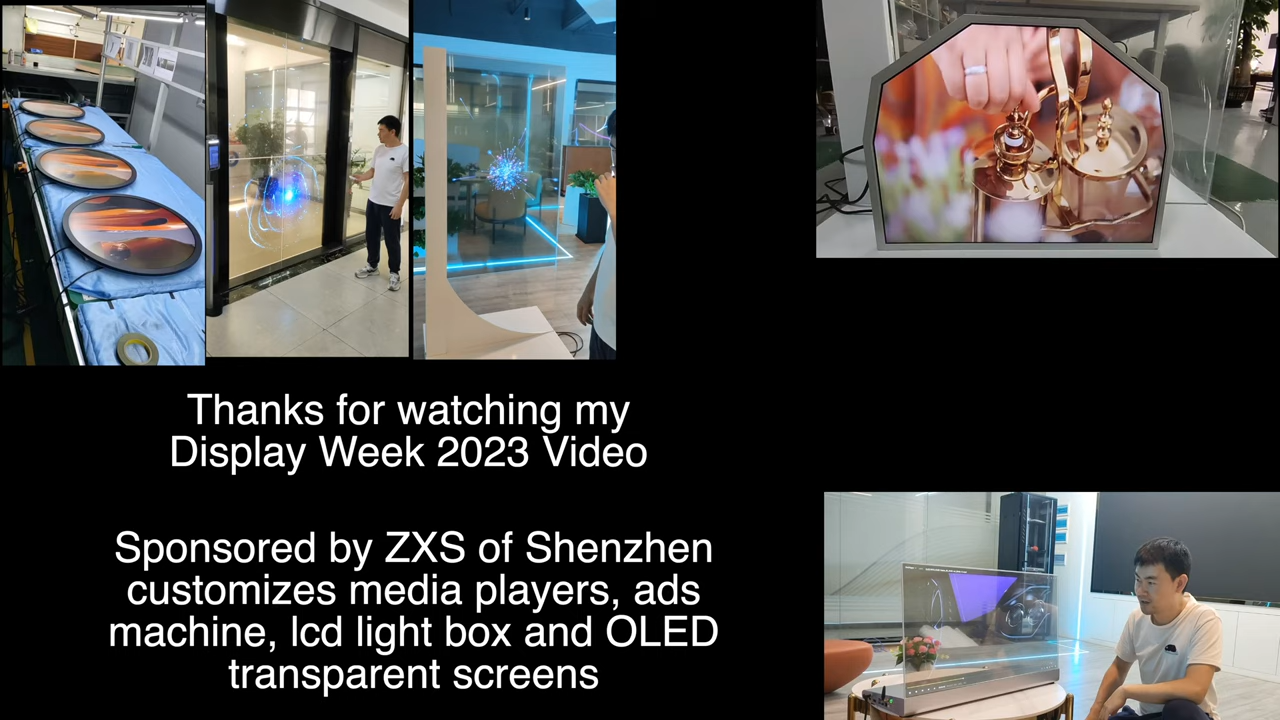 Thanks for watching my
Display Week 2023 Video
Sponsored by ZXS of Shenzhen
customizes media players, ads
machine, lcd light box and OLED
transparent screens